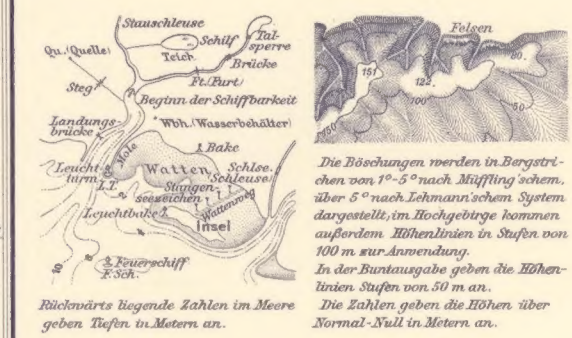 Stauschleuse
Schilf
Tal-
sperre
Teich
Qu. (Quelle)
Brücke
Ft. (Furt)
Steg
Beginn der Schiffbarkeit
Wbh. (Wasserbehälter)
Landungs-
brücke
Mole
Bake
Watten
Leucht-
turm
L.T.
Schlse.
Schleuse
Stangen-
seezeichen
Wattenweg
Leuchtbake
Insel
2
4
8
10
Feuerschiff
F. Sch.
Rückwärts liegende Zahlen im Meere
geben Tiefen in Metern an.
Felsen
151
122
80
100
50
150
Die Böschungen werden in Bergstri-
chen von 1°-5° nach Müffling'schem,
über 5° nach Lehmann'schem System
dargestellt, im Hochgebirge kommen
außerdem Höhenlinien in Stufen von
100 m zur Anwendung.
In der Buntausgabe geben die Höhen-
linien Stufen von 50 m an.
Die Zahlen geben die Höhen über
Normal-Null in Metern an.